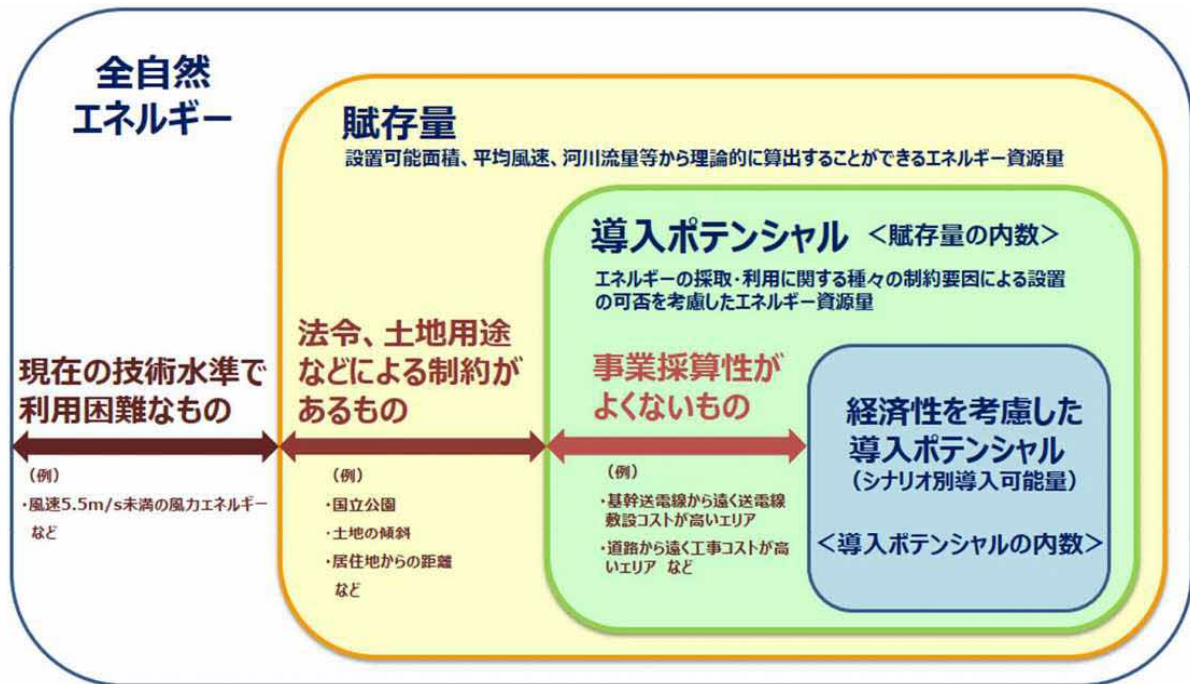 全自然
エネルギー
賦存量
設置可能面積、平均風速、河川流量等から理論的に算出することができるエネルギー資源量
導入ポテンシャル <賦存量の内数>
エネルギーの採取・利用に関する種々の制約要因による設置
の可否を考慮したエネルギー資源量
現在の技術水準で
利用困難なもの
(例)
・風速5.5m/s未満の風力エネルギー
など
法令、土地用途
などによる制約が
あるもの
(例)
・国立公園
・土地の傾斜
・居住地からの距離
など
事業採算性が
よくないもの
(例)
・基幹送電線から遠く送電線
敷設コストが高いエリア
・道路から遠く工事コストが高
いエリア など
経済性を考慮した
導入ポテンシャル
(シナリオ別導入可能量)
<導入ポテンシャルの内数>